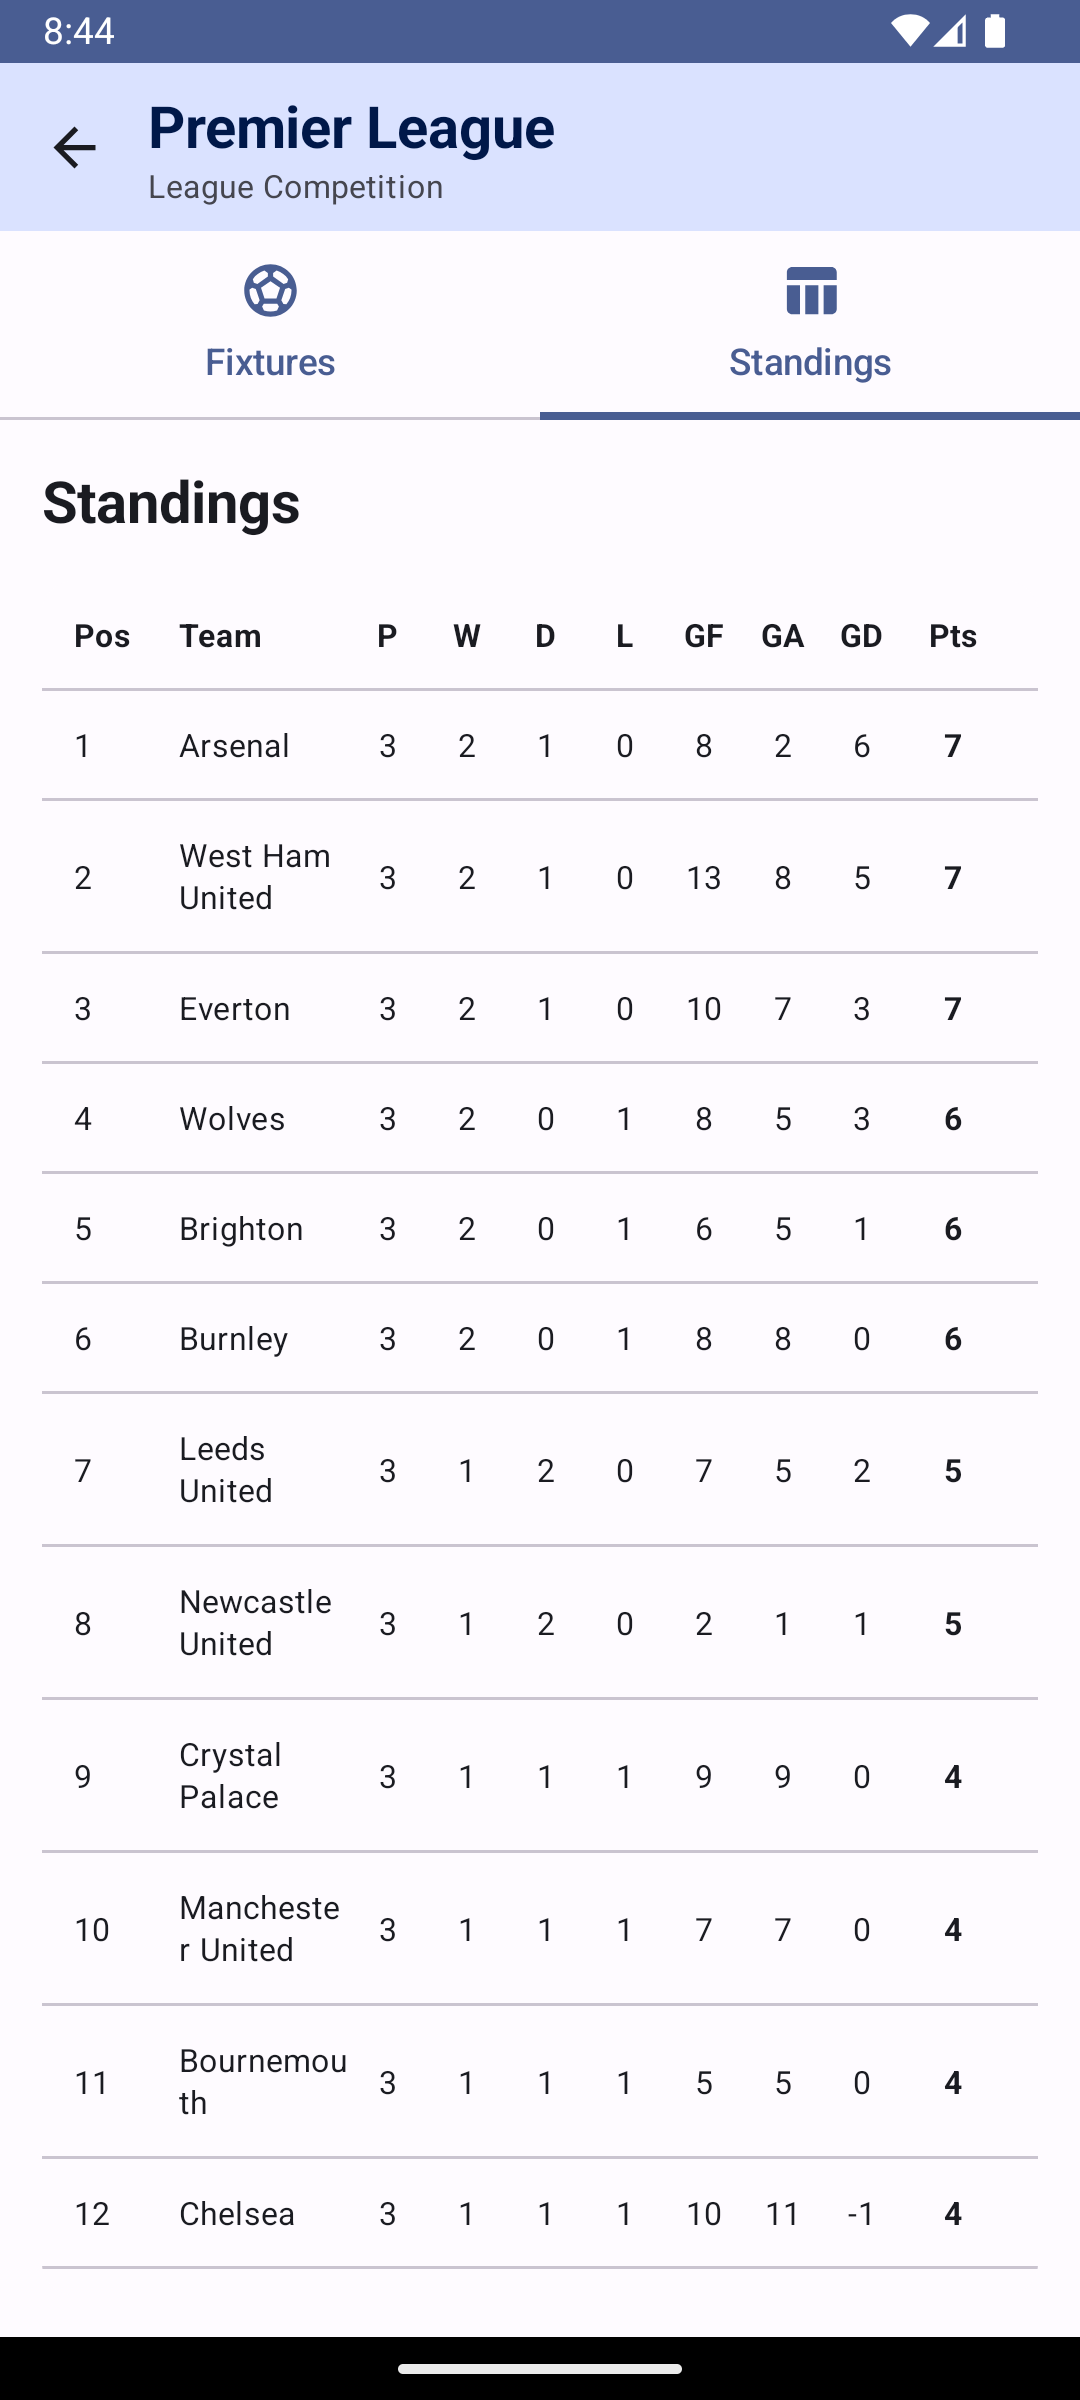 8:44
Premier League
League Competition
Fixtures
Standings
Standings
Pos Team P W D L GF GA GD Pts
1 Arsenal 3 2 1 0 8 2 6 7
West Ham
2 3 2 1 0 13 8 5 7
United
3 Everton 3 2 1 0 10 7 3 7
4 Wolves 3 2 0 1 8 5 3 6
5 Brighton 3 2 0 1 6 5 1 6
6 Burnley 3 2 0 1 8 8 0 6
Leeds
7 3 1 2 0 7 5 2 5
United
Newcastle
8 3 1 2 0 2 1 1 5
United
Crystal
9 3 1 1 1 9 9 0 4
Palace
Mancheste
10 3 1 1 1 7 7 0 4
r United
Bournemou
11 3 1 1 1 5 5 0 4
th
12 Chelsea 3 1 1 1 10 11 -1 4